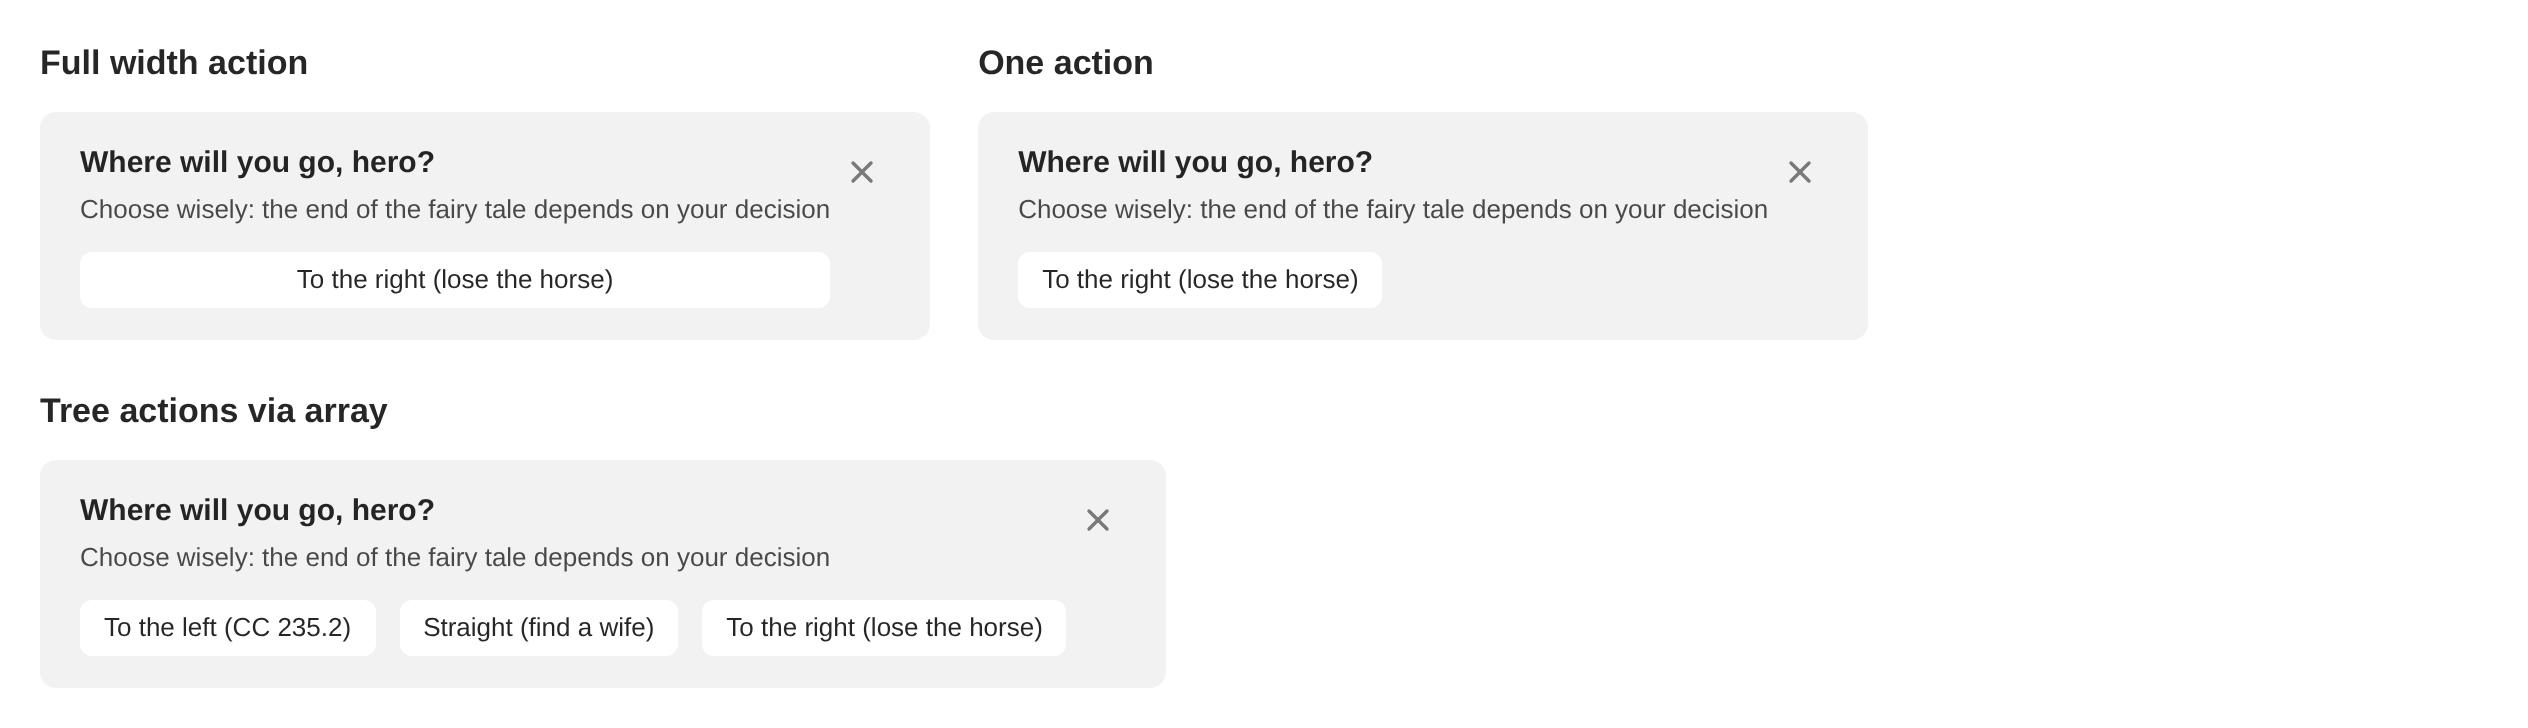 Full width action
Where will you go, hero?
Choose wisely: the end of the fairy tale depends on your decision
To the right (lose the horse)
One action
Where will you go, hero?
Choose wisely: the end of the fairy tale depends on your decision
To the right (lose the horse)
Tree actions via array
Where will you go, hero?
Choose wisely: the end of the fairy tale depends on your decision
To the left (CC 235.2)
Straight (find a wife)
To the right (lose the horse)